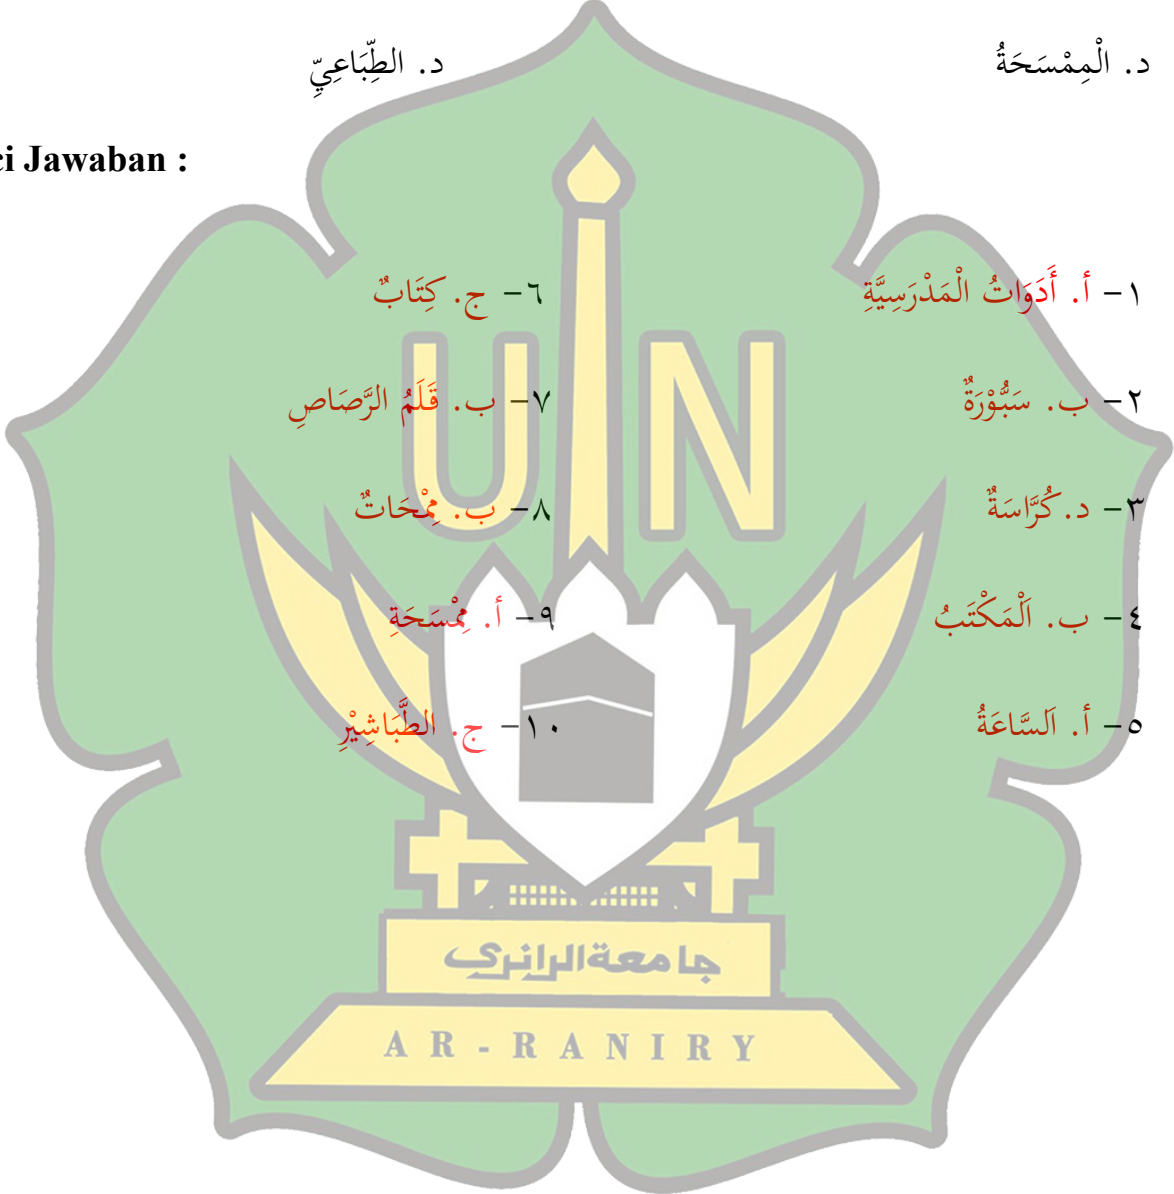 د. الْمِمْسَحَةُ د. الطِّبَاعِيِّ
ci Jawaban :
١- أ. أَدَوَاتُ الْمَدْرَسِيَّةِ ٦- ج. كِتَابٌ
٢- ب. سَبُّوْرَةٌ ٧- ب. قَلَمُ الرَّصَاصِ
٣- د. كُرَّاسَةٌ ٨- ب. مِمْحَاتٌ
٤- ب. اَلْمَكْتَبُ ٩- أ. مِمْسَحَةِ
٥- أ. اَلسَّاعَةُ ١٠- ج. الطَّبَاشِيْرِ
UIN
جامعة الرانري
AR-RANIRY